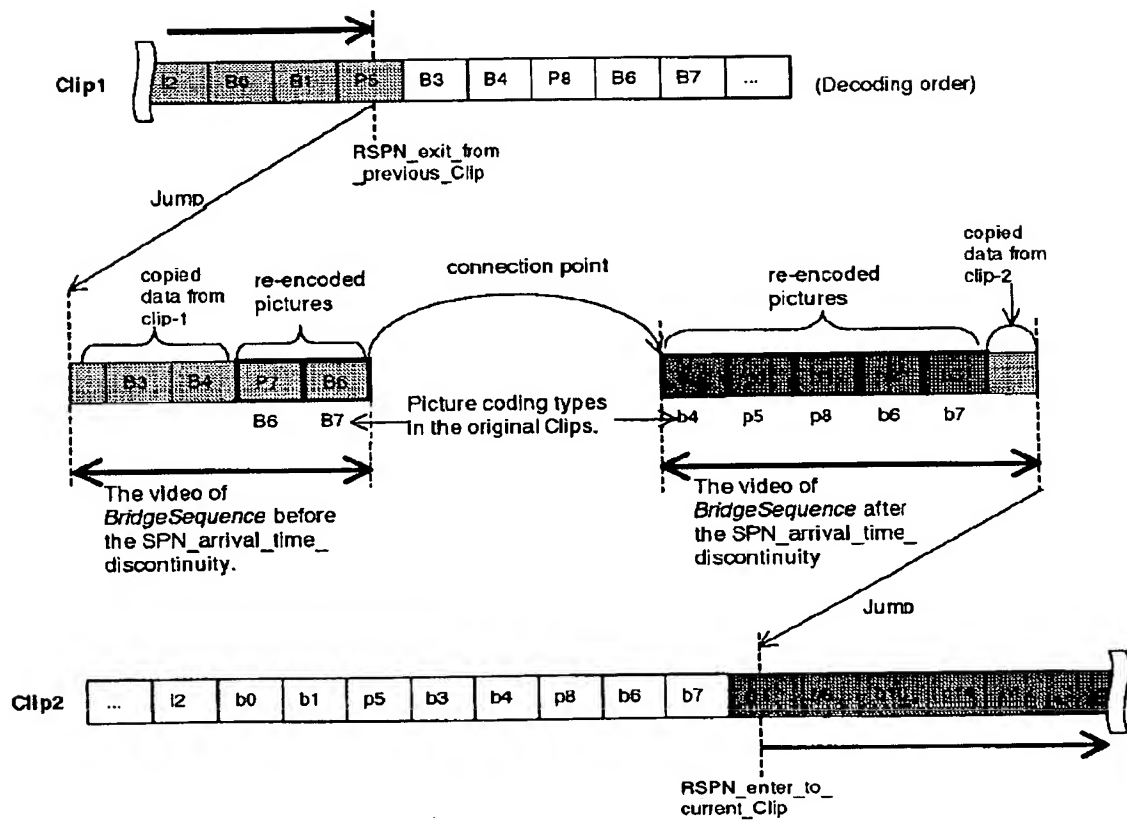 Clip1
I2 B0 B1 P5 B3 B4 P8 B6 B7 ...
(Decoding order)
RSPN_exit_from
_previous_Clip
Jump
copied
data from
clip-1
re-encoded
pictures
connection point
re-encoded
pictures
copied
data from
clip-2
B3 B4 P7 B6
B6 B7
Picture coding types
in the original Clips.
b4 p5 p8 b6 b7
The video of
BridgeSequence before
the SPN_arrival_time_
discontinuity.
The video of
BridgeSequence after
the SPN_arrival_time_
discontinuity
Jump
Clip2
... i2 b0 b1 p5 b3 b4 p8 b6 b7
RSPN_enter_to_
current_Clip